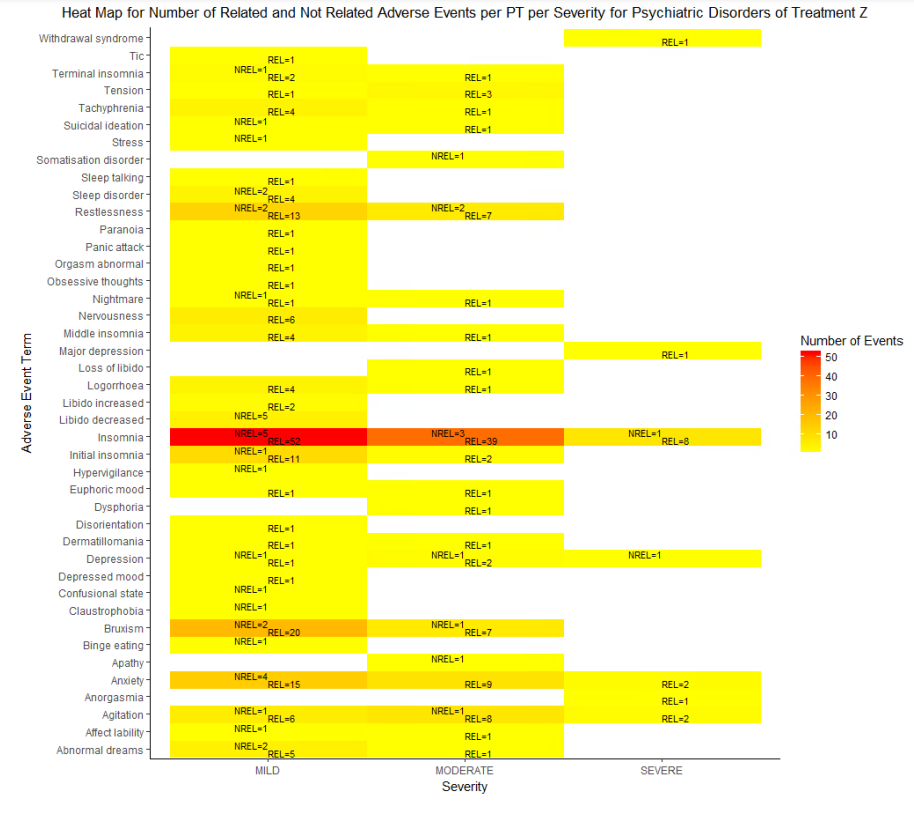 Heat Map for Number of Related and Not Related Adverse Events per PT per Severity for Psychiatric Disorders of Treatment Z
Adverse Event Term
Withdrawal syndrome REL=1
Tic REL=1
Terminal insomnia NREL=1 REL=2 REL=1
Tension REL=1 REL=3
Tachyphrenia REL=4 REL=1
Suicidal ideation NREL=1 REL=1
Stress NREL=1
Somatisation disorder NREL=1
Sleep talking REL=1
Sleep disorder NREL=2 REL=4
Restlessness NREL=2 REL=13 NREL=2 REL=7
Paranoia REL=1
Panic attack REL=1
Orgasm abnormal REL=1
Obsessive thoughts REL=1
Nightmare NREL=1 REL=1 REL=1
Nervousness REL=6
Middle insomnia REL=4 REL=1
Major depression REL=1
Loss of libido REL=1
Logorrhoea REL=4 REL=1
Libido increased REL=2
Libido decreased NREL=5
Insomnia NREL=5 REL=52 NREL=3 REL=39 NREL=1 REL=8
Initial insomnia NREL=1 REL=11 REL=2
Hypervigilance NREL=1
Euphoric mood REL=1 REL=1
Dysphoria REL=1
Disorientation REL=1
Dermatillomania REL=1 REL=1
Depression NREL=1 REL=1 NREL=1 REL=2 NREL=1
Depressed mood REL=1
Confusional state NREL=1
Claustrophobia NREL=1
Bruxism NREL=2 REL=20 NREL=1 REL=7
Binge eating NREL=1
Apathy NREL=1
Anxiety NREL=4 REL=15 REL=9 REL=2
Anorgasmia REL=1
Agitation NREL=1 REL=6 NREL=1 REL=8 REL=2
Affect lability NREL=1 REL=1
Abnormal dreams NREL=2 REL=5 REL=1
MILD MODERATE SEVERE
Severity
Number of Events
50
40
30
20
10